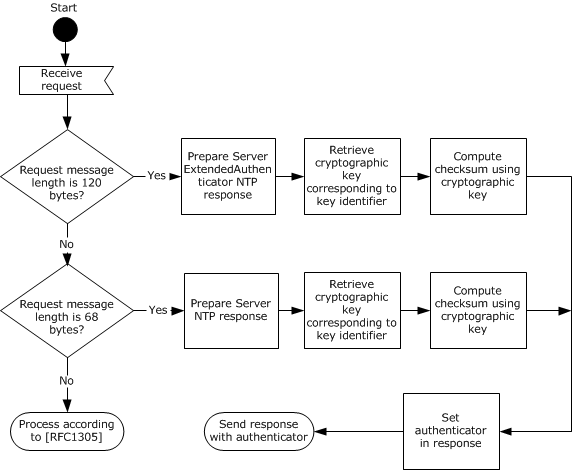 Start
Receive
request
Request message
length is 120
bytes?
Yes
Prepare Server
ExtendedAuthen
ticator NTP
response
Retrieve
cryptographic
key
corresponding to
key identifier
Compute
checksum using
cryptographic
key
No
Request message
length is 68
bytes?
Yes
Prepare Server
NTP response
Retrieve
cryptographic
key
corresponding to
key identifier
Compute
checksum using
cryptographic
key
No
Process according
to [RFC1305]
Send response
with authenticator
Set
authenticator
in response